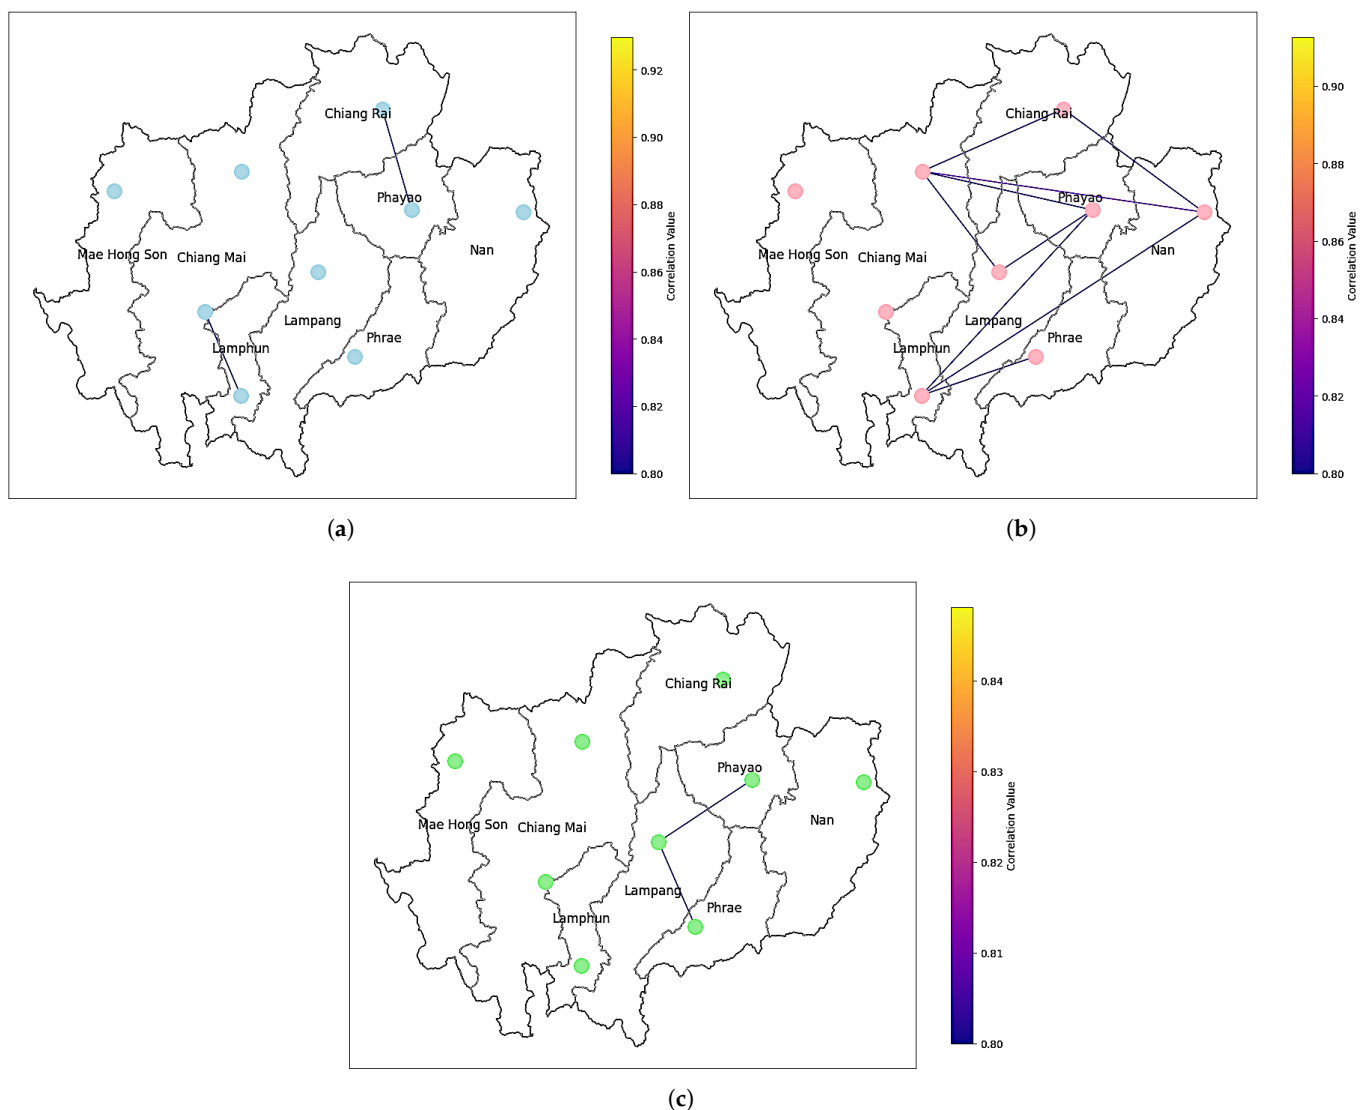 Chiang Rai
Phayao
Mae Hong Son
Chiang Mai
Nan
Lampang
Phrae
Lamphun
0.92
0.90
0.88
0.86
0.84
0.82
0.80
Correlation Value
(a)
Chiang Rai
Phayao
Mae Hong Son
Chiang Mai
Nan
Lampang
Phrae
Lamphun
0.90
0.88
0.86
0.84
0.82
0.80
Correlation Value
(b)
Chiang Rai
Phayao
Mae Hong Son
Chiang Mai
Nan
Lampang
Phrae
Lamphun
0.84
0.83
0.82
0.81
0.80
Correlation Value
(c)